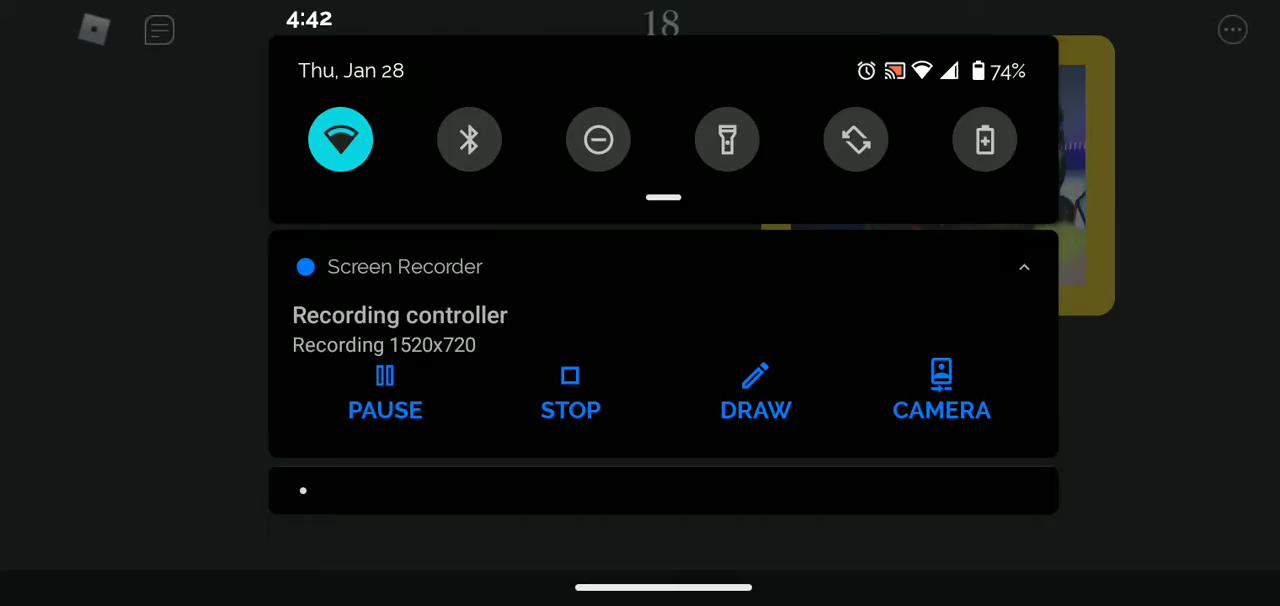 4:42
18
Thu, Jan 28
74%
Screen Recorder
Recording controller
Recording 1520x720
PAUSE
STOP
DRAW
CAMERA